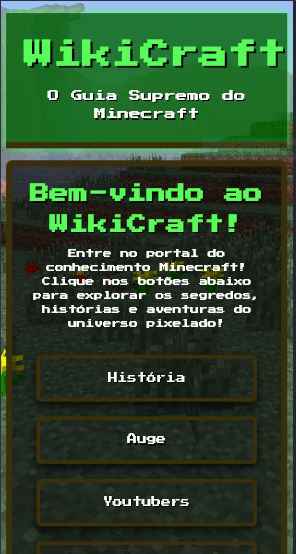 WikiCraft
O Guia Supremo do
Minecraft
Bem-vindo ao
WikiCraft!
Entre no portal do
conhecimento Minecraft!
Clique nos botões abaixo
para explorar os segredos,
histórias e aventuras do
universo pixelado!
História
Auge
Youtubers